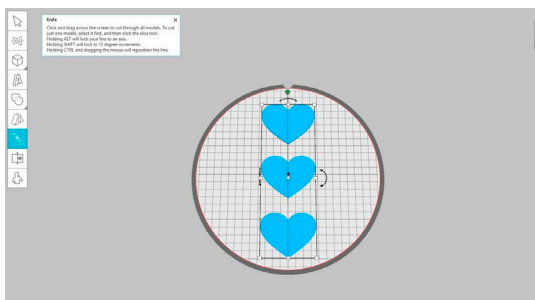 Knife
Click and drag across the screen to cut through all models. To cut
just one model, select it first, and then click the slice tool.
Holding ALT will lock your line to an axis.
Holding SHIFT will lock to 15 degree increments.
Holding CTRL and dragging the mouse will reposition the line.